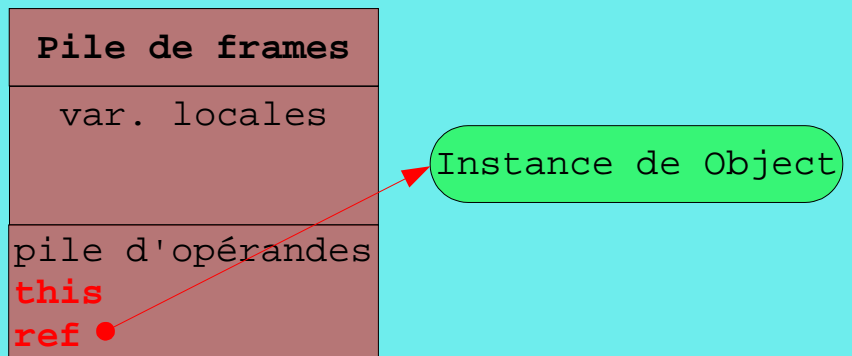 Pile de frames
var. locales
Instance de Object
pile d'opérandes
this
ref